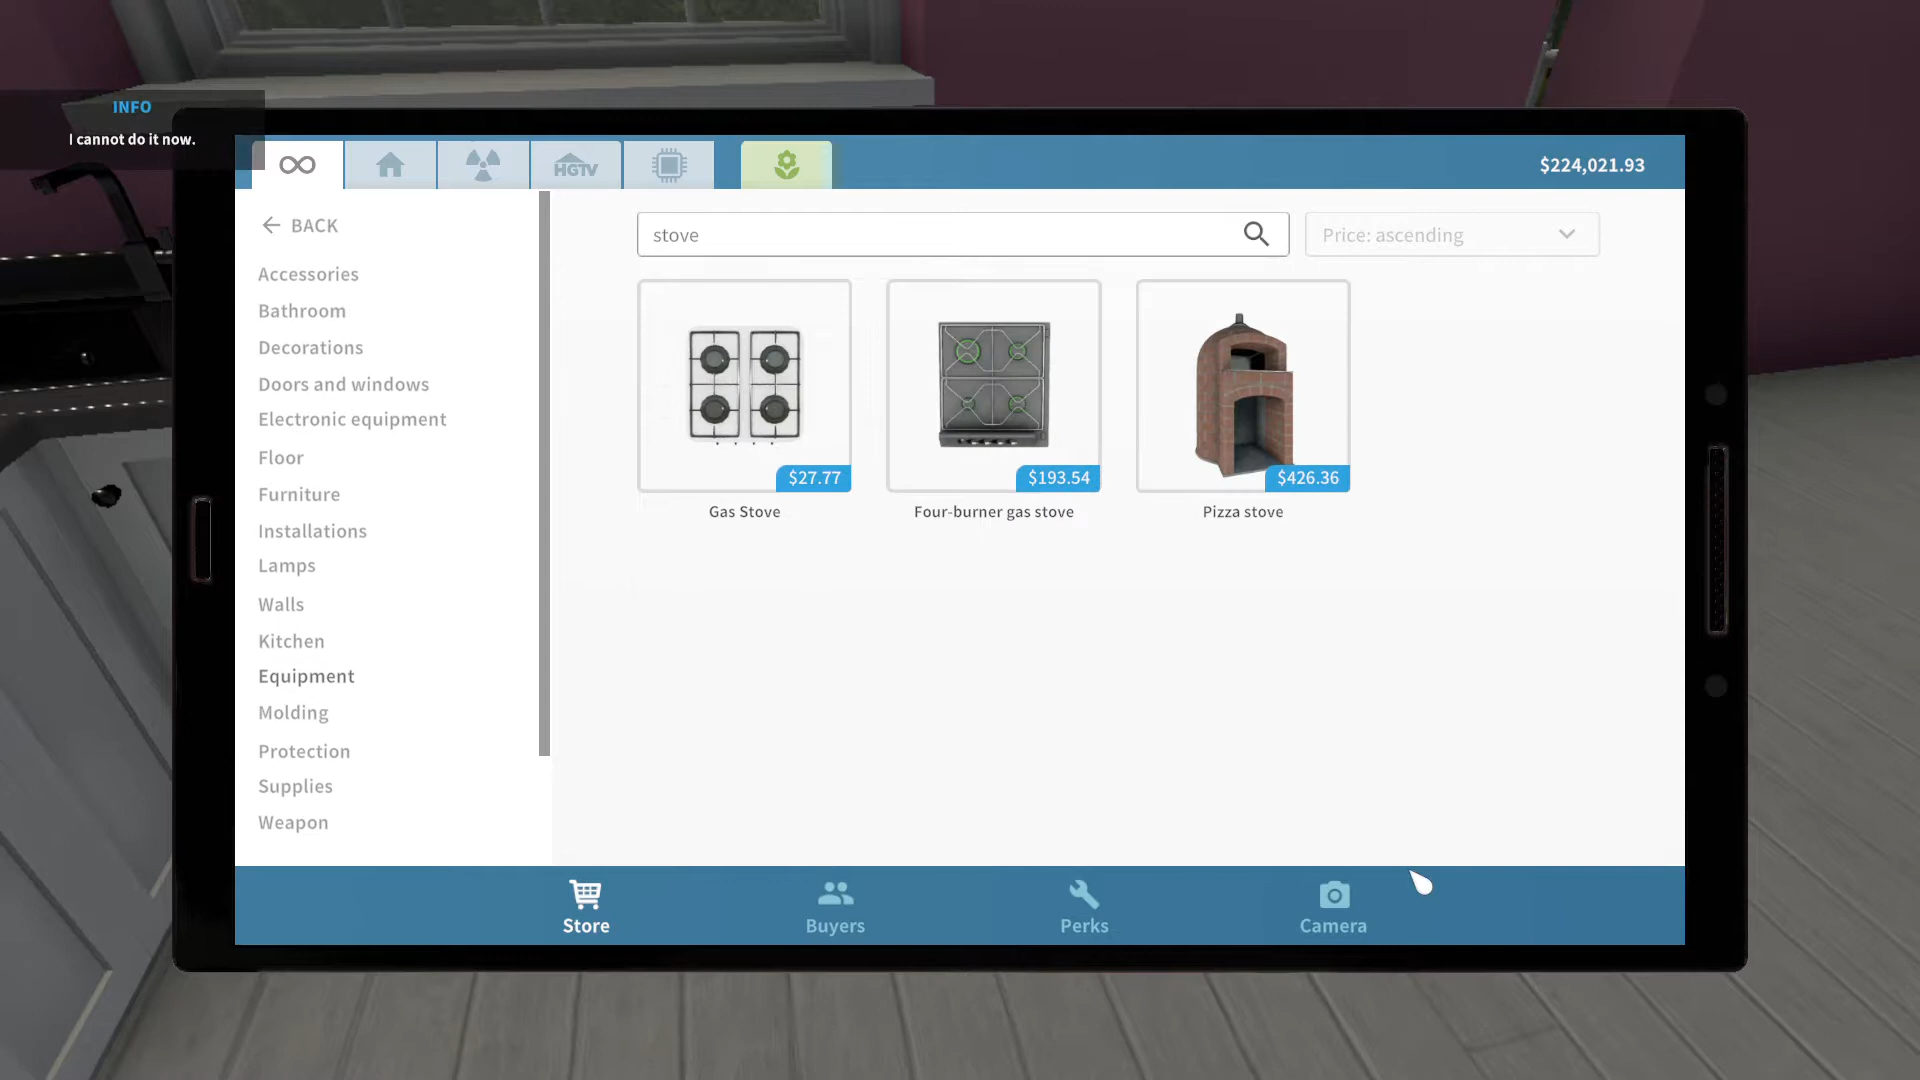 INFO
I cannot do it now.
HGTV
$224,021.93
BACK
stove
Price: ascending
Accessories
Bathroom
Decorations
Doors and windows
Electronic equipment
Floor
Furniture
Installations
Lamps
Walls
Kitchen
Equipment
Molding
Protection
Supplies
Weapon
$27.77
$193.54
$426.36
Gas Stove
Four-burner gas stove
Pizza stove
Store
Buyers
Perks
Camera